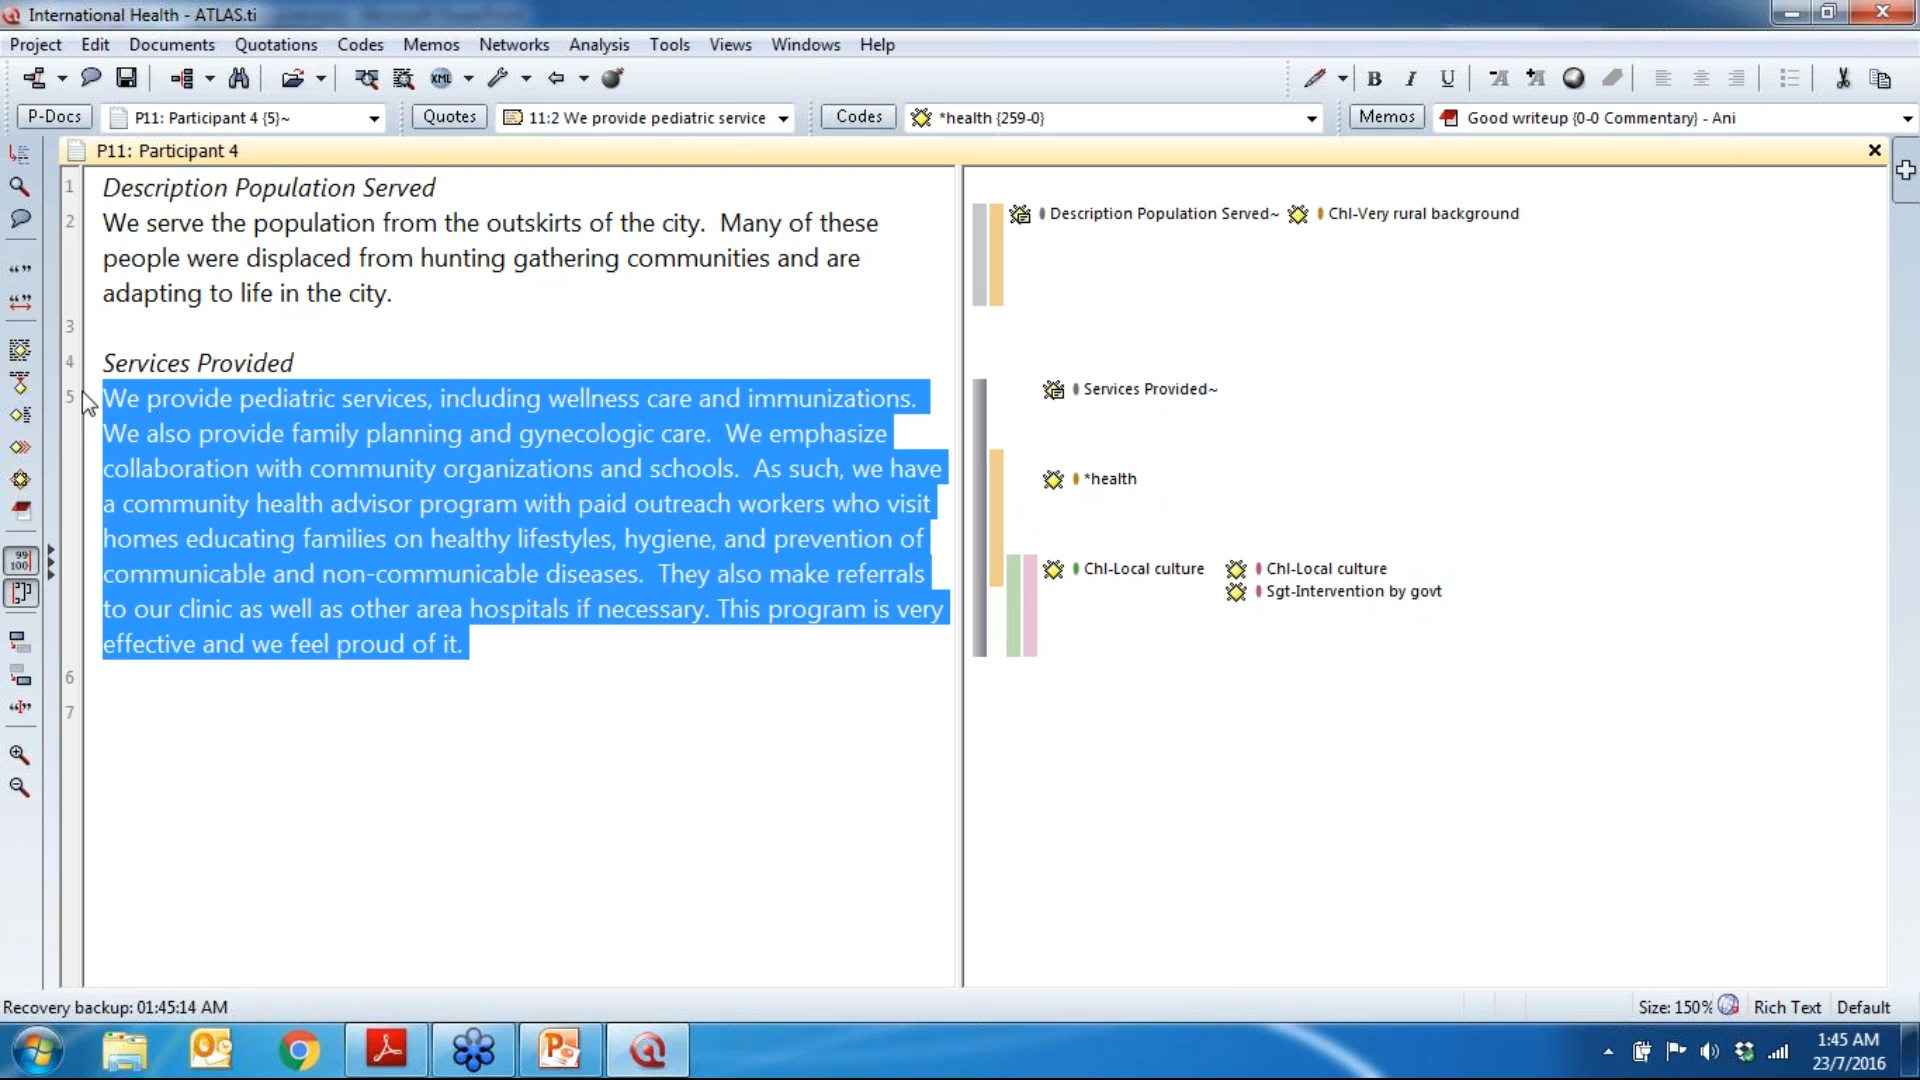 International Health - ATLAS.ti
Project Edit Documents Quotations Codes Memos Networks Analysis Tools Views Windows Help
XML B I U A A
P-Docs P11: Participant 4 {5}~ Quotes 11:2 We provide pediatric service Codes *health {259-0} Memos Good writeup {0-0 Commentary} - Ani
P11: Participant 4
1 Description Population Served
2 We serve the population from the outskirts of the city. Many of these
people were displaced from hunting gathering communities and are
adapting to life in the city.
3
4 Services Provided
5 We provide pediatric services, including wellness care and immunizations.
We also provide family planning and gynecologic care. We emphasize
collaboration with community organizations and schools. As such, we have
a community health advisor program with paid outreach workers who visit
homes educating families on healthy lifestyles, hygiene, and prevention of
communicable and non-communicable diseases. They also make referrals
to our clinic as well as other area hospitals if necessary. This program is very
effective and we feel proud of it.
6
7
Description Population Served~ Chl-Very rural background
Services Provided~
*health
Chl-Local culture Chl-Local culture
Sgt-Intervention by govt
99
100
Recovery backup: 01:45:14 AM Size: 150% Rich Text Default
1:45 AM
23/7/2016